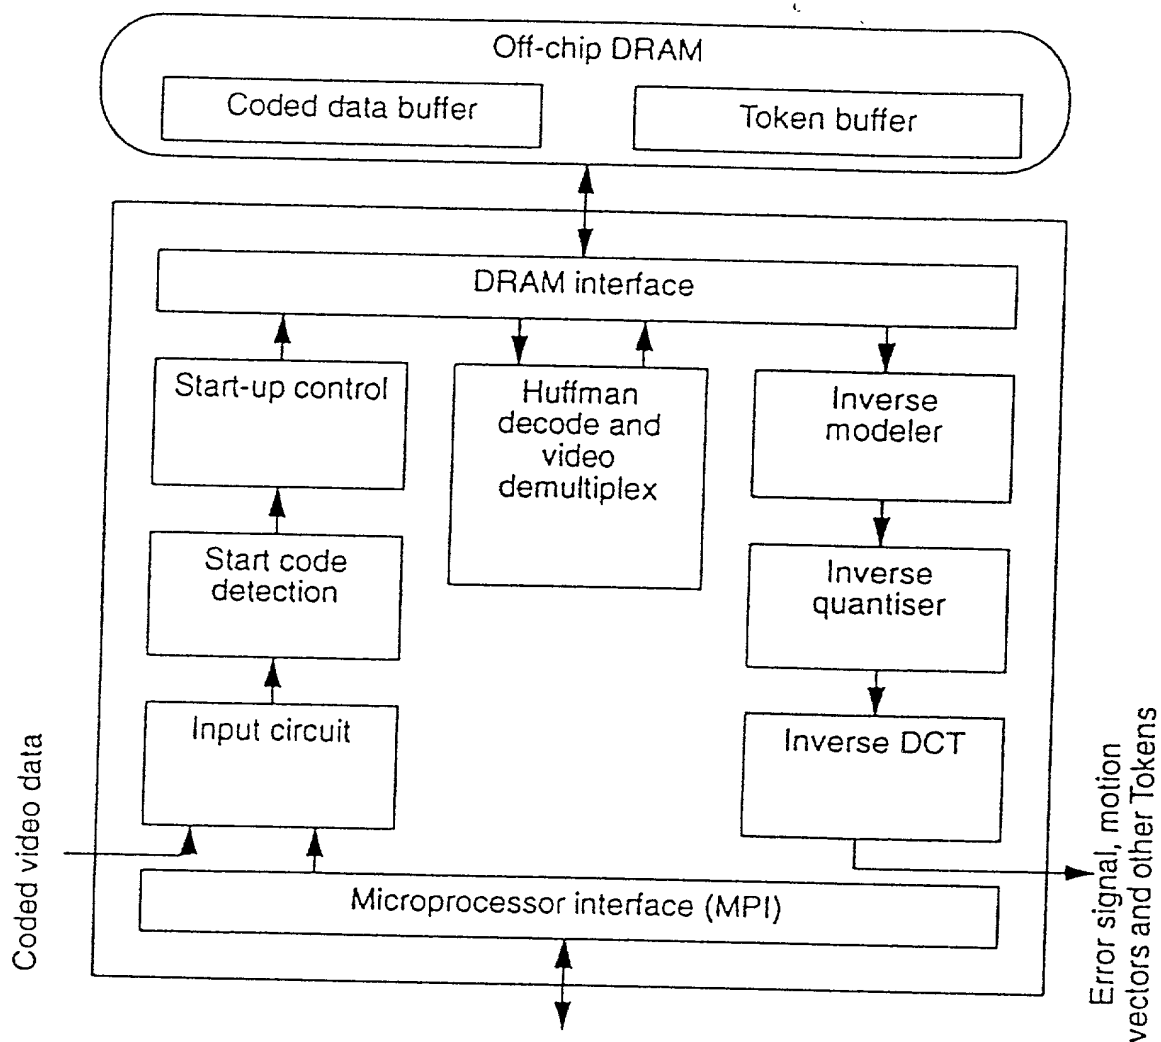 Off-chip DRAM
Coded data buffer
Token buffer
DRAM interface
Start-up control
Huffman
decode and
video
demultiplex
Inverse
modeler
Start code
detection
Inverse
quantiser
Input circuit
Inverse DCT
Coded video data
Error signal, motion
vectors and other Tokens
Microprocessor interface (MPI)